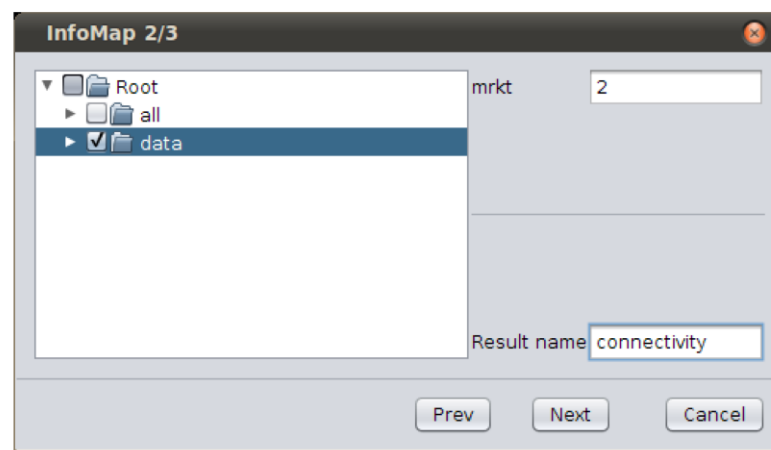 InfoMap 2/3
Root
all
data
mrkt 2
Result name connectivity
Prev Next Cancel